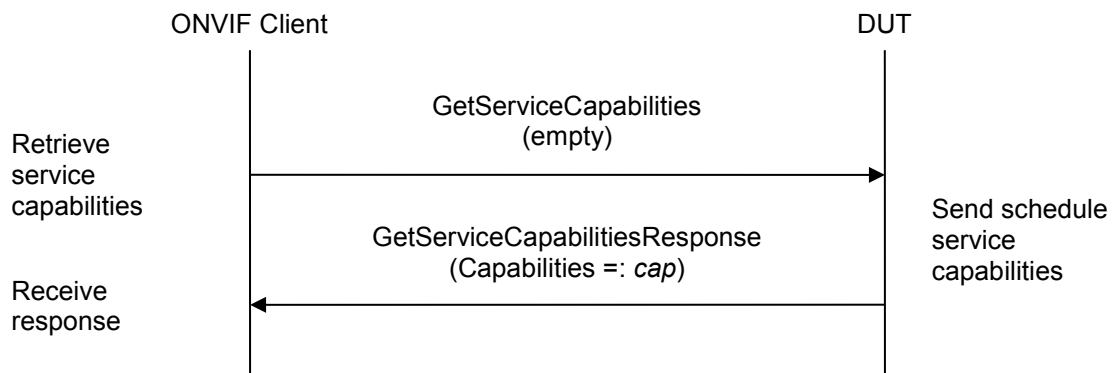 ONVIF Client
DUT
GetServiceCapabilities
(empty)
Retrieve
service
capabilities
Send schedule
service
capabilities
GetServiceCapabilitiesResponse
(Capabilities =: cap)
Receive
response